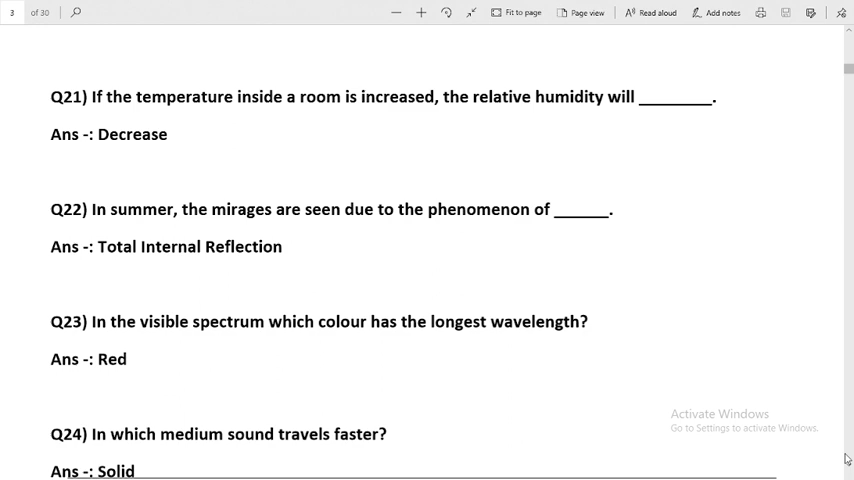 3 of 30 Fit to page Page view Read aloud Add notes
Q21) If the temperature inside a room is increased, the relative humidity will ________.
Ans -: Decrease
Q22) In summer, the mirages are seen due to the phenomenon of ______.
Ans -: Total Internal Reflection
Q23) In the visible spectrum which colour has the longest wavelength?
Ans -: Red
Activate Windows
Go to Settings to activate Windows.
Q24) In which medium sound travels faster?
Ans -: Solid